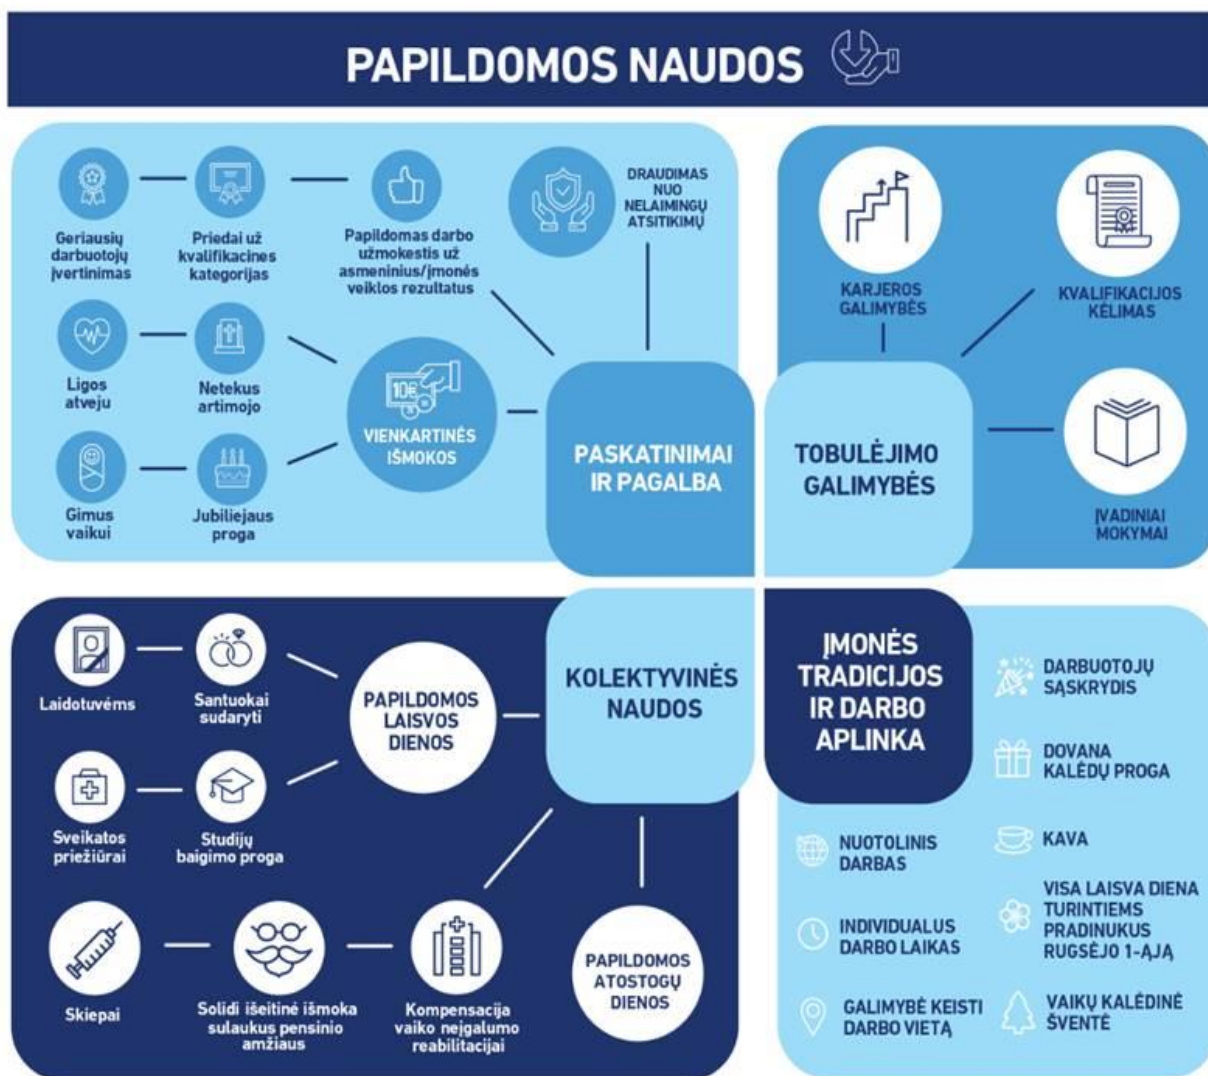 PAPILDOMOS NAUDOS
Geriausių
darbuotojų
įvertinimas
Priedai už
kvalifikacines
kategorijas
Papildomas darbo
užmokestis už
asmeninius/įmonės
veiklos rezultatus
DRAUDIMAS
NUO
NELAIMINGŲ
ATSITIKIMŲ
Ligos
atveju
Netekus
artimojo
10€
VIENKARTINĖS
IŠMOKOS
Gimus
vaikui
Jubiliejaus
proga
PASKATINIMAI
IR PAGALBA
KARJEROS
GALIMYBĖS
KVALIFIKACIJOS
KĖLIMAS
TOBULĖJIMO
GALIMYBĖS
ĮVADINIAI
MOKYMAI
Laidotuvėms
Santuokai
sudaryti
PAPILDOMOS
LAISVOS
DIENOS
KOLEKTYVINĖS
NAUDOS
Sveikatos
priežiūrai
Studijų
baigimo proga
Skiepai
Solidi išeitinė išmoka
sulaukus pensinio
amžiaus
Kompensacija
vaiko neįgalumo
reabilitacijai
PAPILDOMOS
ATOSTOGŲ
DIENOS
ĮMONĖS
TRADICIJOS
IR DARBO
APLINKA
DARBUOTOJŲ
SĄSKRYDIS
DOVANA
KALĖDŲ PROGA
NUOTOLINIS
DARBAS
KAVA
INDIVIDUALUS
DARBO LAIKAS
VISA LAISVA DIENA
TURINTIEMS
PRADINUKUS
RUGSĖJO 1-ĄJĄ
GALIMYBĖ KEISTI
DARBO VIETĄ
VAIKŲ KALĖDINĖ
ŠVENTĖ